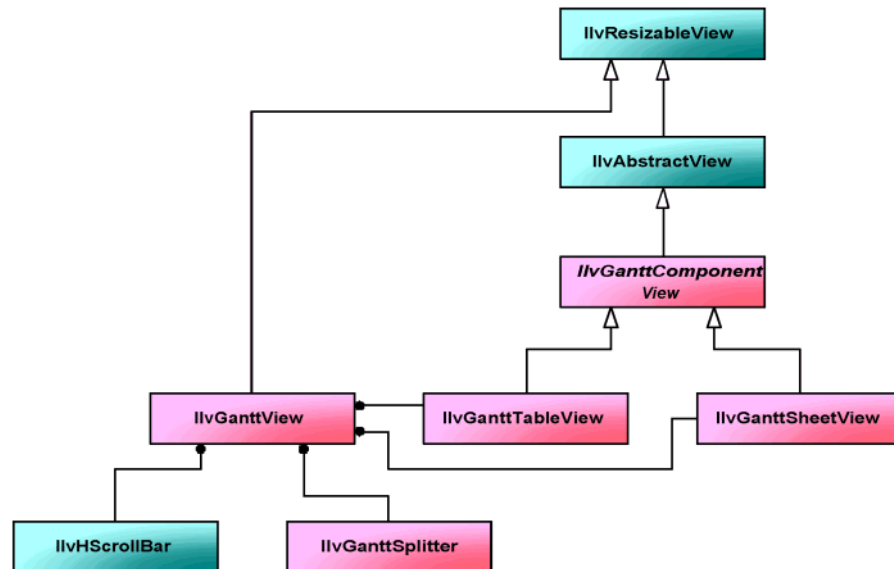 IlvResizableView
IlvAbstractView
IlvGanttComponent
View
IlvGanttView
IlvGanttTableView
IlvGanttSheetView
IlvHScrollBar
IlvGanttSplitter